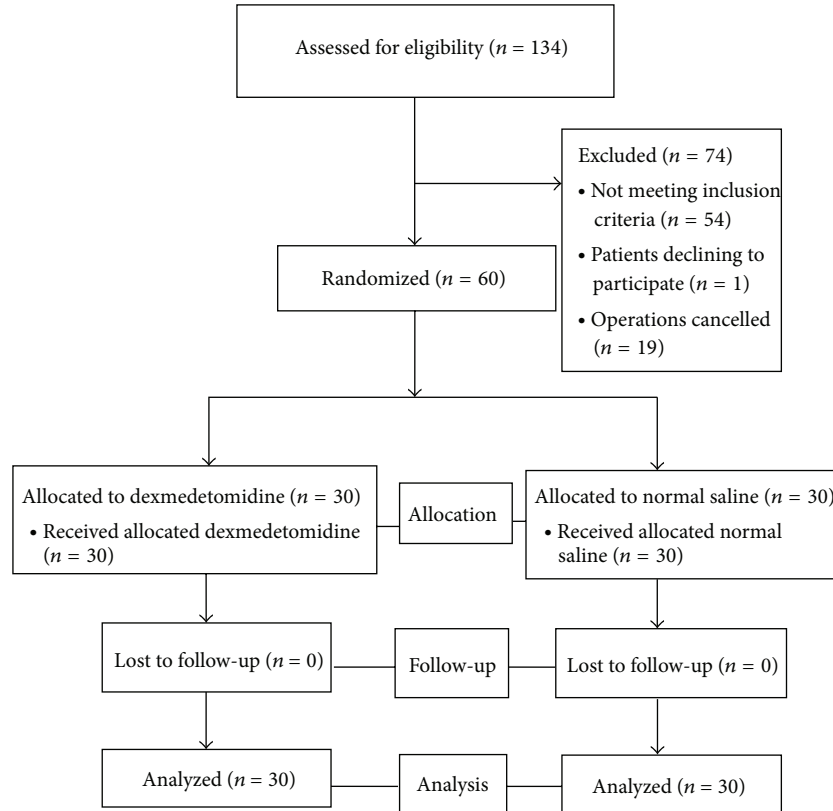 Assessed for eligibility (n = 134)
Excluded (n = 74)
• Not meeting inclusion
criteria (n = 54)
• Patients declining to
participate (n = 1)
• Operations cancelled
(n = 19)
Randomized (n = 60)
Allocated to dexmedetomidine (n = 30)
• Received allocated dexmedetomidine
(n = 30)
Allocation
Allocated to normal saline (n = 30)
• Received allocated normal
saline (n = 30)
Lost to follow-up (n = 0)
Follow-up
Lost to follow-up (n = 0)
Analyzed (n = 30)
Analysis
Analyzed (n = 30)